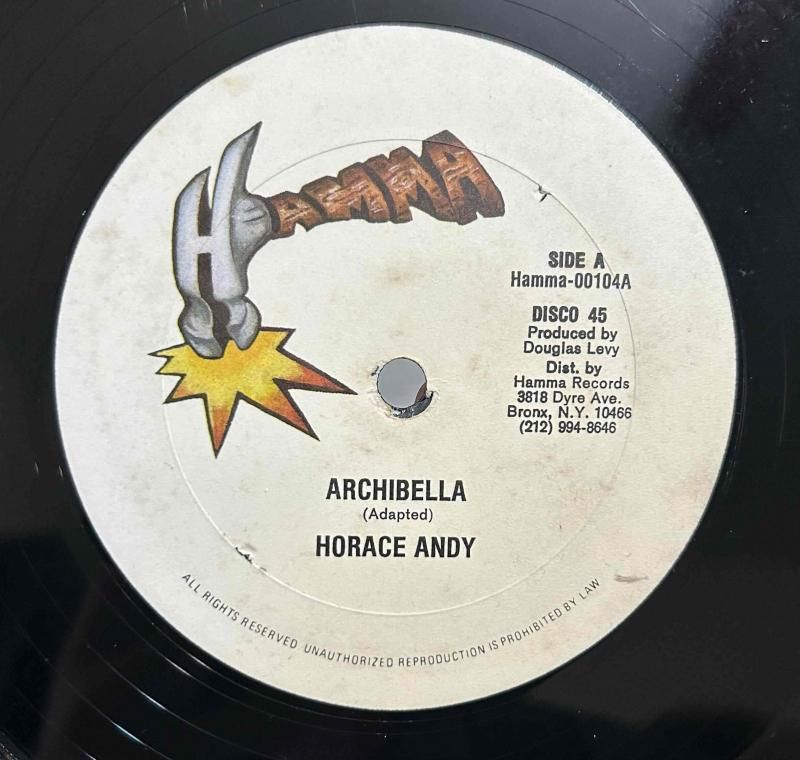 HAMMA
SIDE A
Hamma-00104A
DISCO 45
Produced by
Douglas Levy
Dist. by
Hamma Records
3818 Dyre Ave.
Bronx, N.Y. 10466
(212) 994-8646
ARCHIBELLA
(Adapted)
HORACE ANDY
ALL RIGHTS RESERVED UNAUTHORIZED REPRODUCTION IS PROHIBITED BY LAW